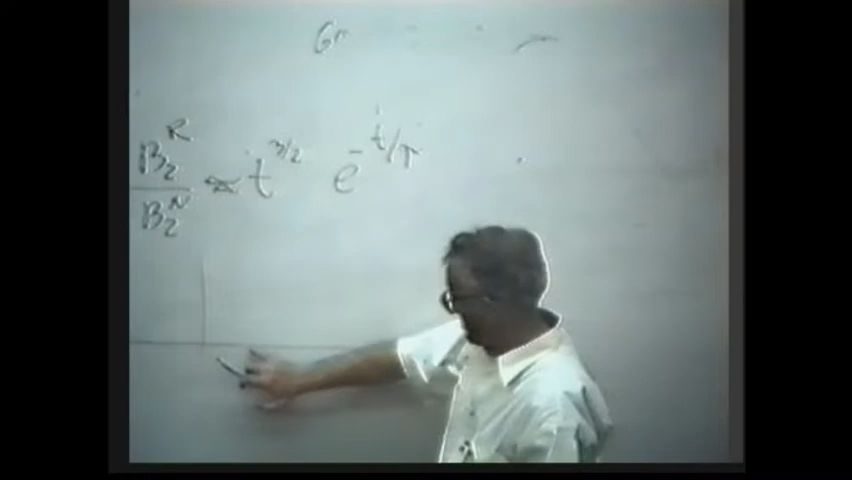 B₂ᴿ / B₂ᴺ ≈ t^{3/2} e^{-t/T}